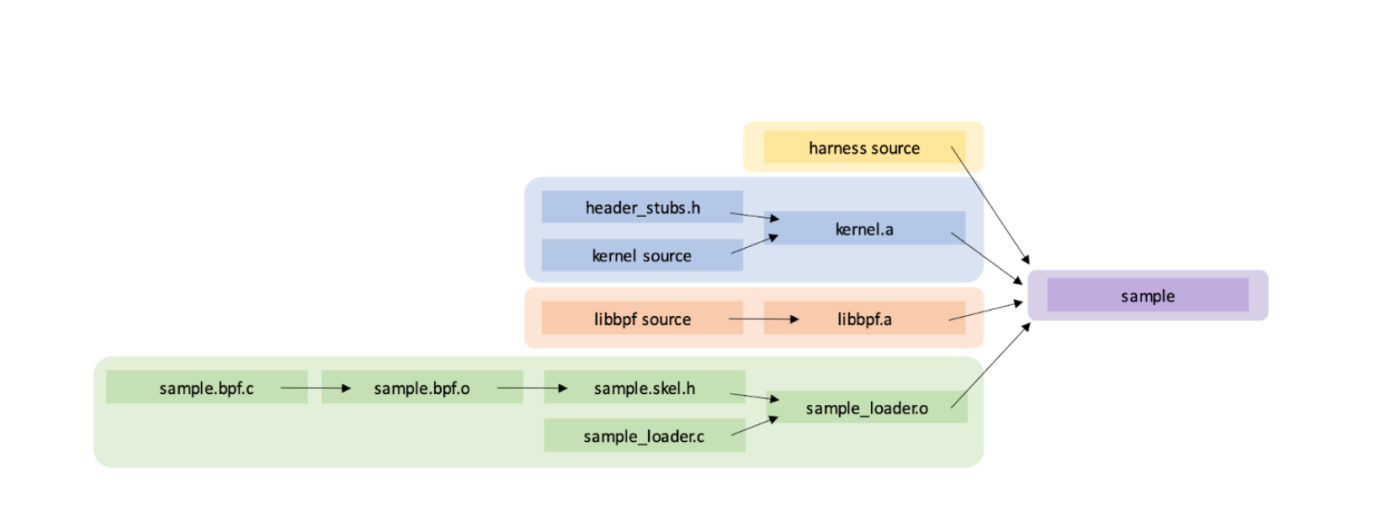 harness source
header_stubs.h
kernel.a
kernel source
sample
libbpf source
libbpf.a
sample.bpf.c
sample.bpf.o
sample.skel.h
sample_loader.o
sample_loader.c